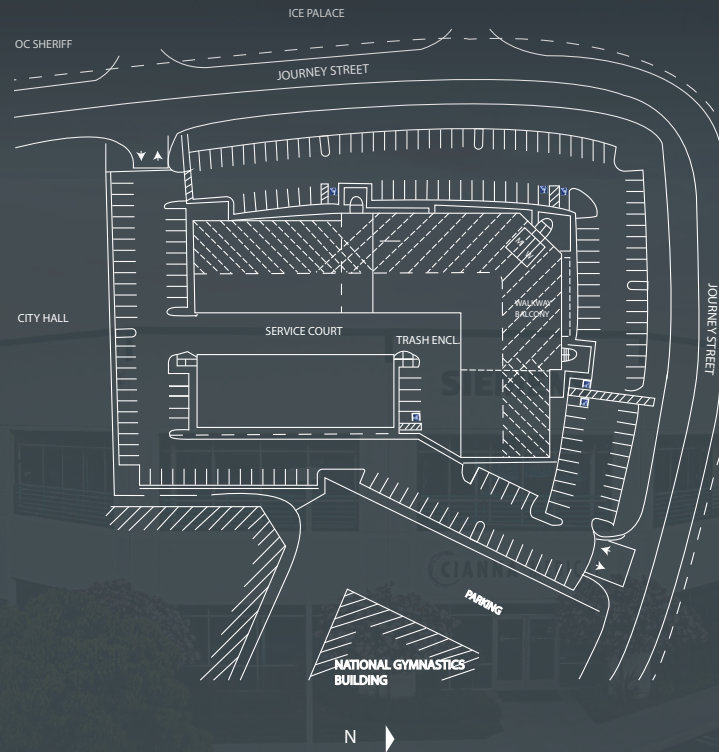 ICE PALACE
OC SHERIFF
JOURNEY STREET
WALKWAY
BALCONY
CITY HALL
SERVICE COURT
TRASH ENCL.
JOURNEY STREET
PARKING
NATIONAL GYMNASTICS
BUILDING
N